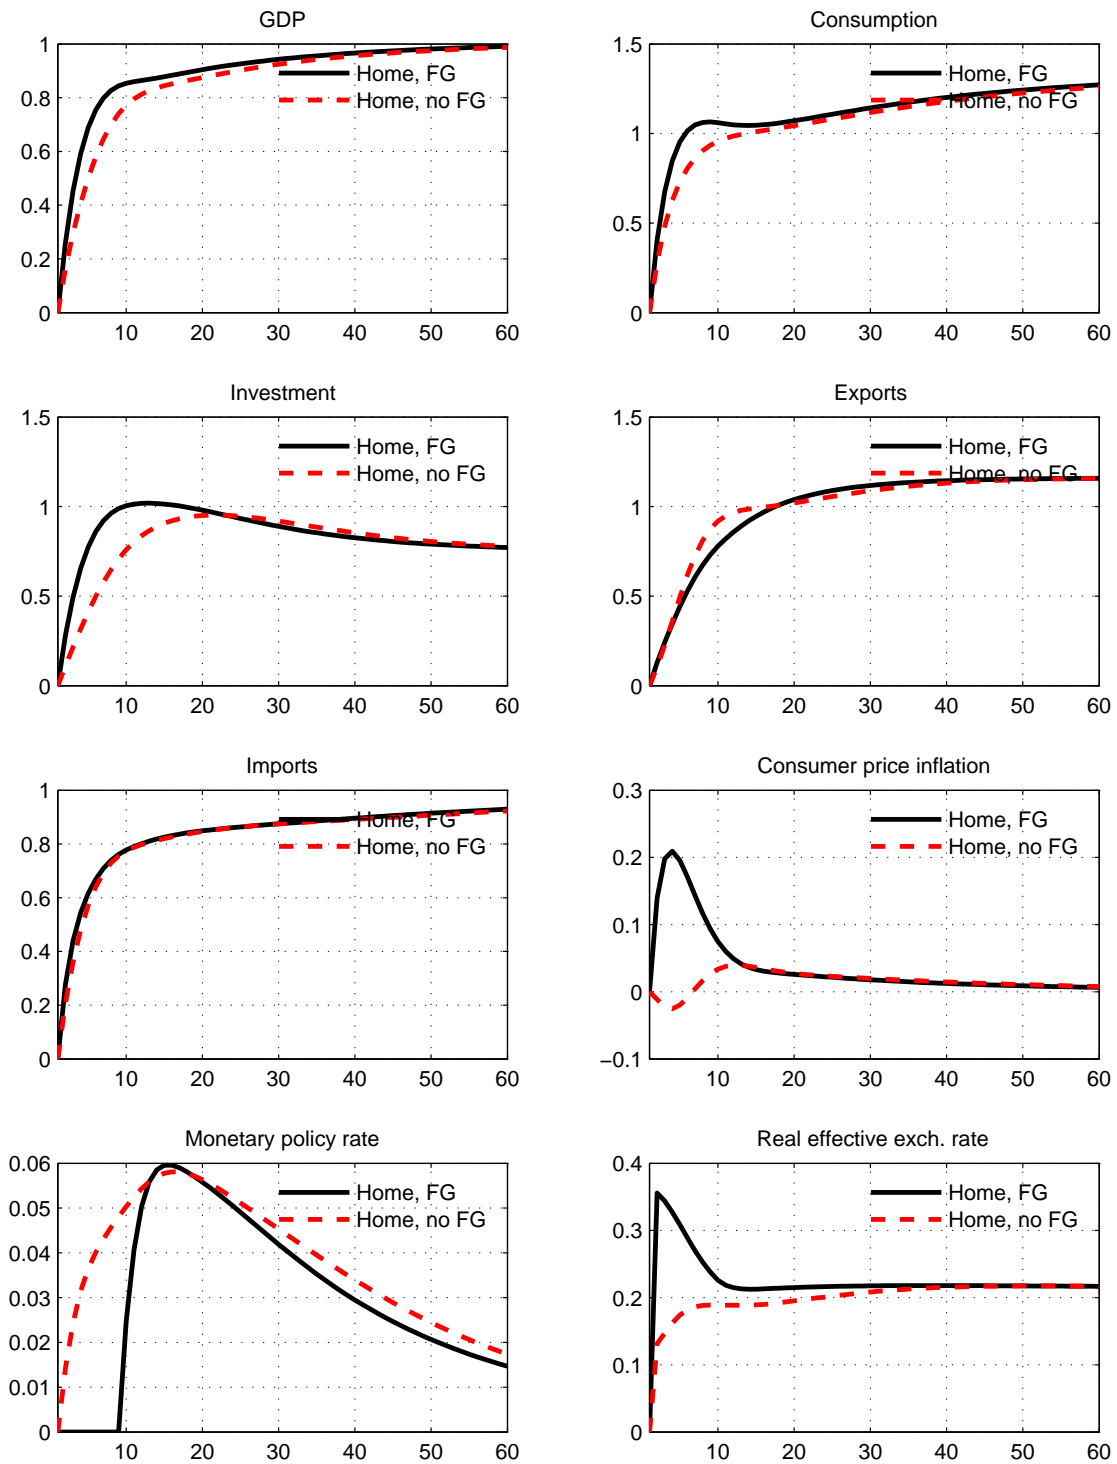 GDP
1
0.8
0.6
0.4
0.2
0
10 20 30 40 50 60
Home, FG
Home, no FG
Consumption
1.5
1
0.5
0
10 20 30 40 50 60
Home, FG
Home, no FG
Investment
1.5
1
0.5
0
10 20 30 40 50 60
Home, FG
Home, no FG
Exports
1.5
1
0.5
0
10 20 30 40 50 60
Home, FG
Home, no FG
Imports
1
0.8
0.6
0.4
0.2
0
10 20 30 40 50 60
Home, FG
Home, no FG
Consumer price inflation
0.3
0.2
0.1
0
−0.1
10 20 30 40 50 60
Home, FG
Home, no FG
Monetary policy rate
0.06
0.05
0.04
0.03
0.02
0.01
0
10 20 30 40 50 60
Home, FG
Home, no FG
Real effective exch. rate
0.4
0.3
0.2
0.1
0
10 20 30 40 50 60
Home, FG
Home, no FG